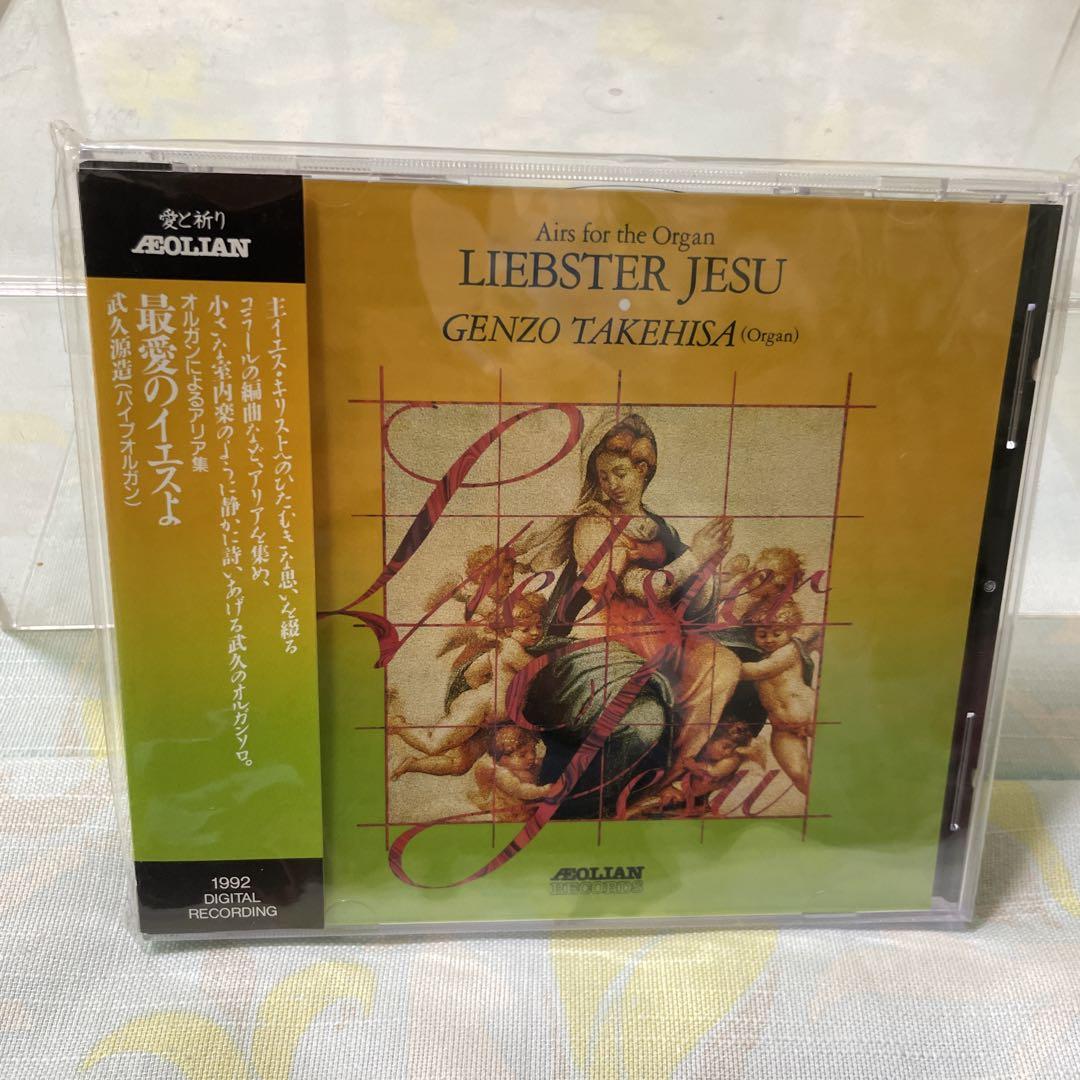 愛と祈り
ÆOLIAN
主イエス・キリストへのひたむきな思いを綴る
コラールの編曲など、アリアを集め、
小さな室内楽のように静かに詩いあげる武久のオルガンソロ。
オルガンによるアリア集
最愛のイエスよ
武久源造(パイプオルガン)
1992
DIGITAL
RECORDING
Airs for the Organ
LIEBSTER JESU
GENZO TAKEHISA (Organ)
Liebster
Jesu
ÆOLIAN
RECORDS